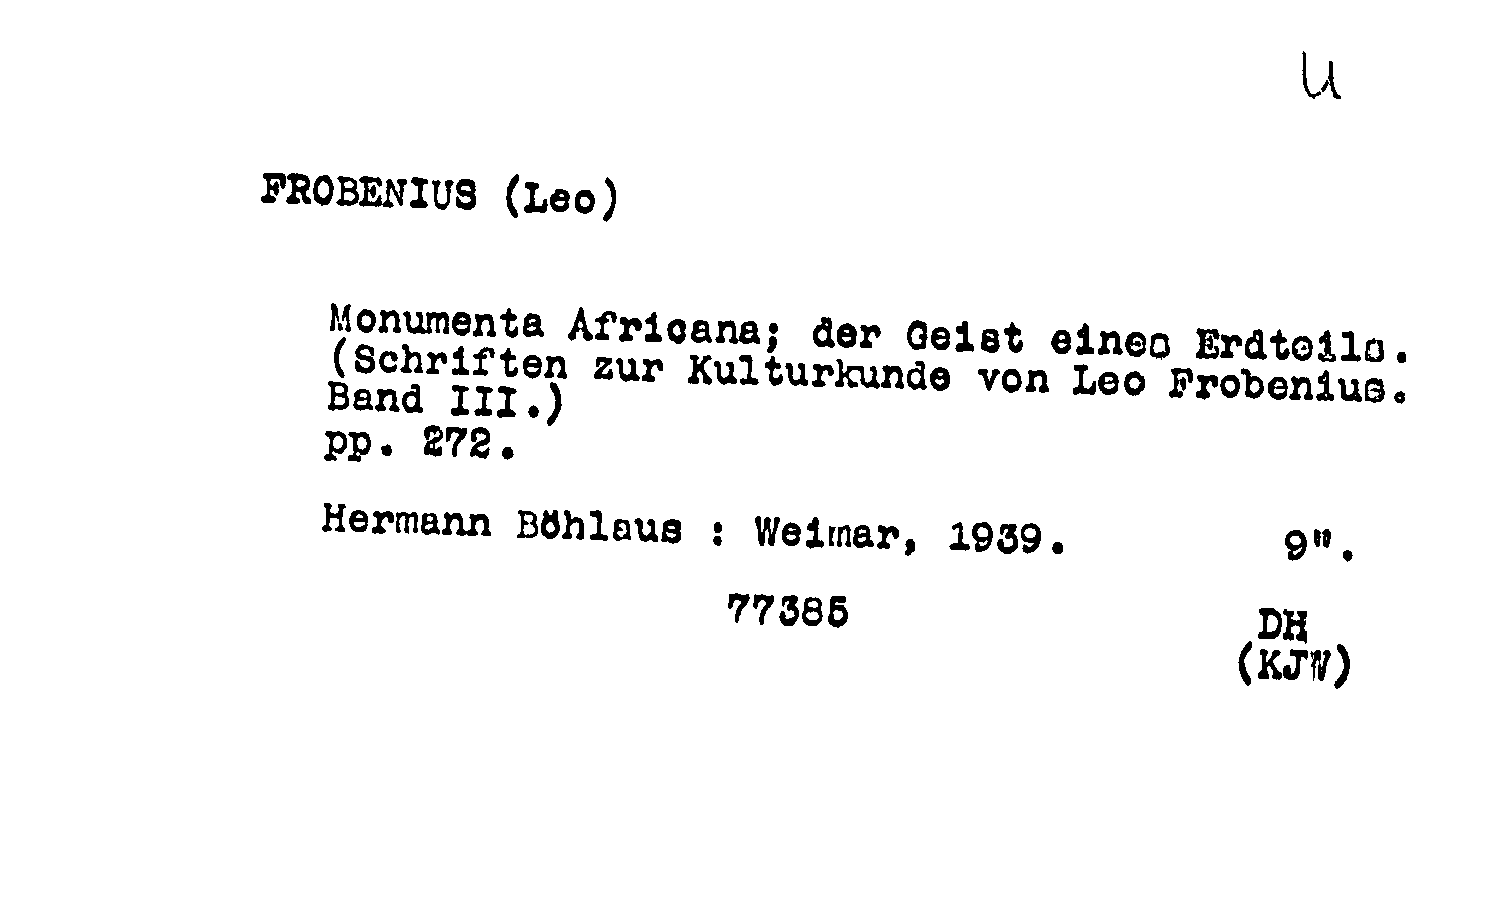 U
FROBENIUS (Leo)
Monumenta Africana; der Geist eines Erdteils.
(Schriften zur Kulturkunde von Leo Frobenius.
Band III.)
pp. 272.
Hermann Böhlaus : Weimar, 1939. 9".
77385
DH
(KJW)